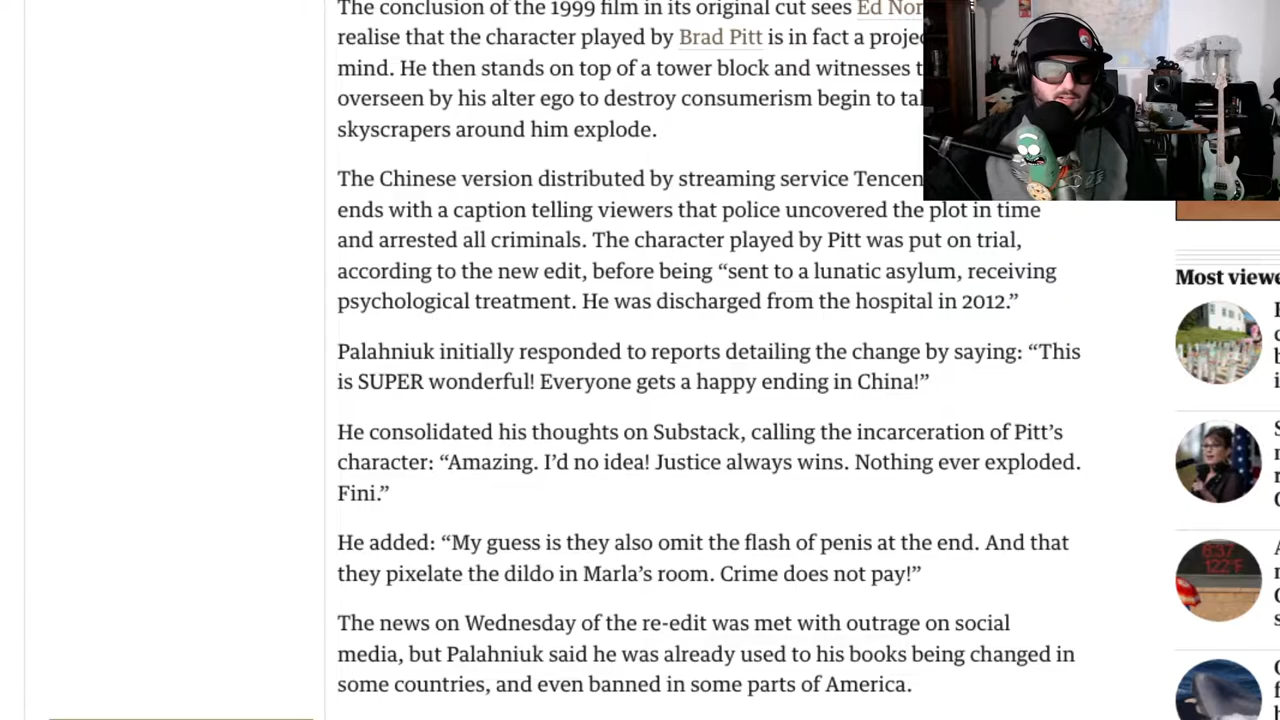 The conclusion of the 1999 film in its original cut sees Ed Nor
realise that the character played by Brad Pitt is in fact a proje
mind. He then stands on top of a tower block and witnesses t
overseen by his alter ego to destroy consumerism begin to ta
skyscrapers around him explode.
The Chinese version distributed by streaming service Tencen
ends with a caption telling viewers that police uncovered the plot in time
and arrested all criminals. The character played by Pitt was put on trial,
according to the new edit, before being “sent to a lunatic asylum, receiving
psychological treatment. He was discharged from the hospital in 2012.”
Palahniuk initially responded to reports detailing the change by saying: “This
is SUPER wonderful! Everyone gets a happy ending in China!”
He consolidated his thoughts on Substack, calling the incarceration of Pitt’s
character: “Amazing. I’d no idea! Justice always wins. Nothing ever exploded.
Fini.”
He added: “My guess is they also omit the flash of penis at the end. And that
they pixelate the dildo in Marla’s room. Crime does not pay!”
The news on Wednesday of the re-edit was met with outrage on social
media, but Palahniuk said he was already used to his books being changed in
some countries, and even banned in some parts of America.
Most viewe
6:37
122°F